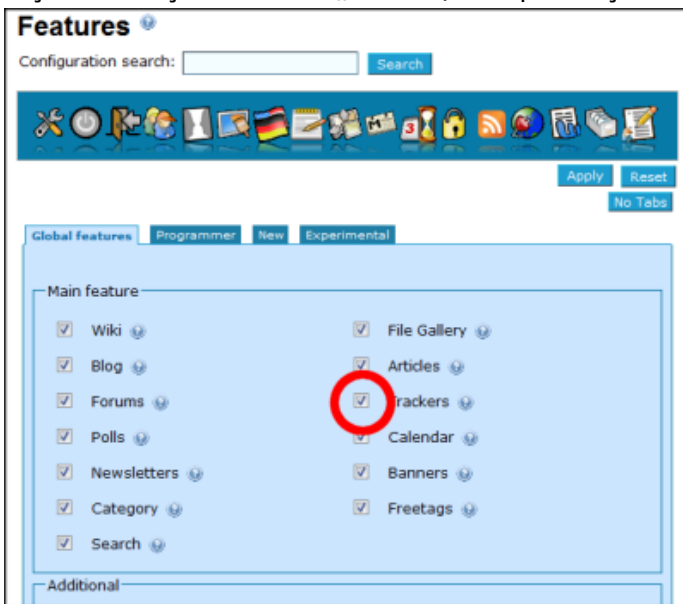 Features
Configuration search: Search
Apply Reset
No Tabs
Global features Programmer New Experimental
Main feature
Wiki File Gallery
Blog Articles
Forums Trackers
Polls Calendar
Newsletters Banners
Category Freetags
Search
Additional